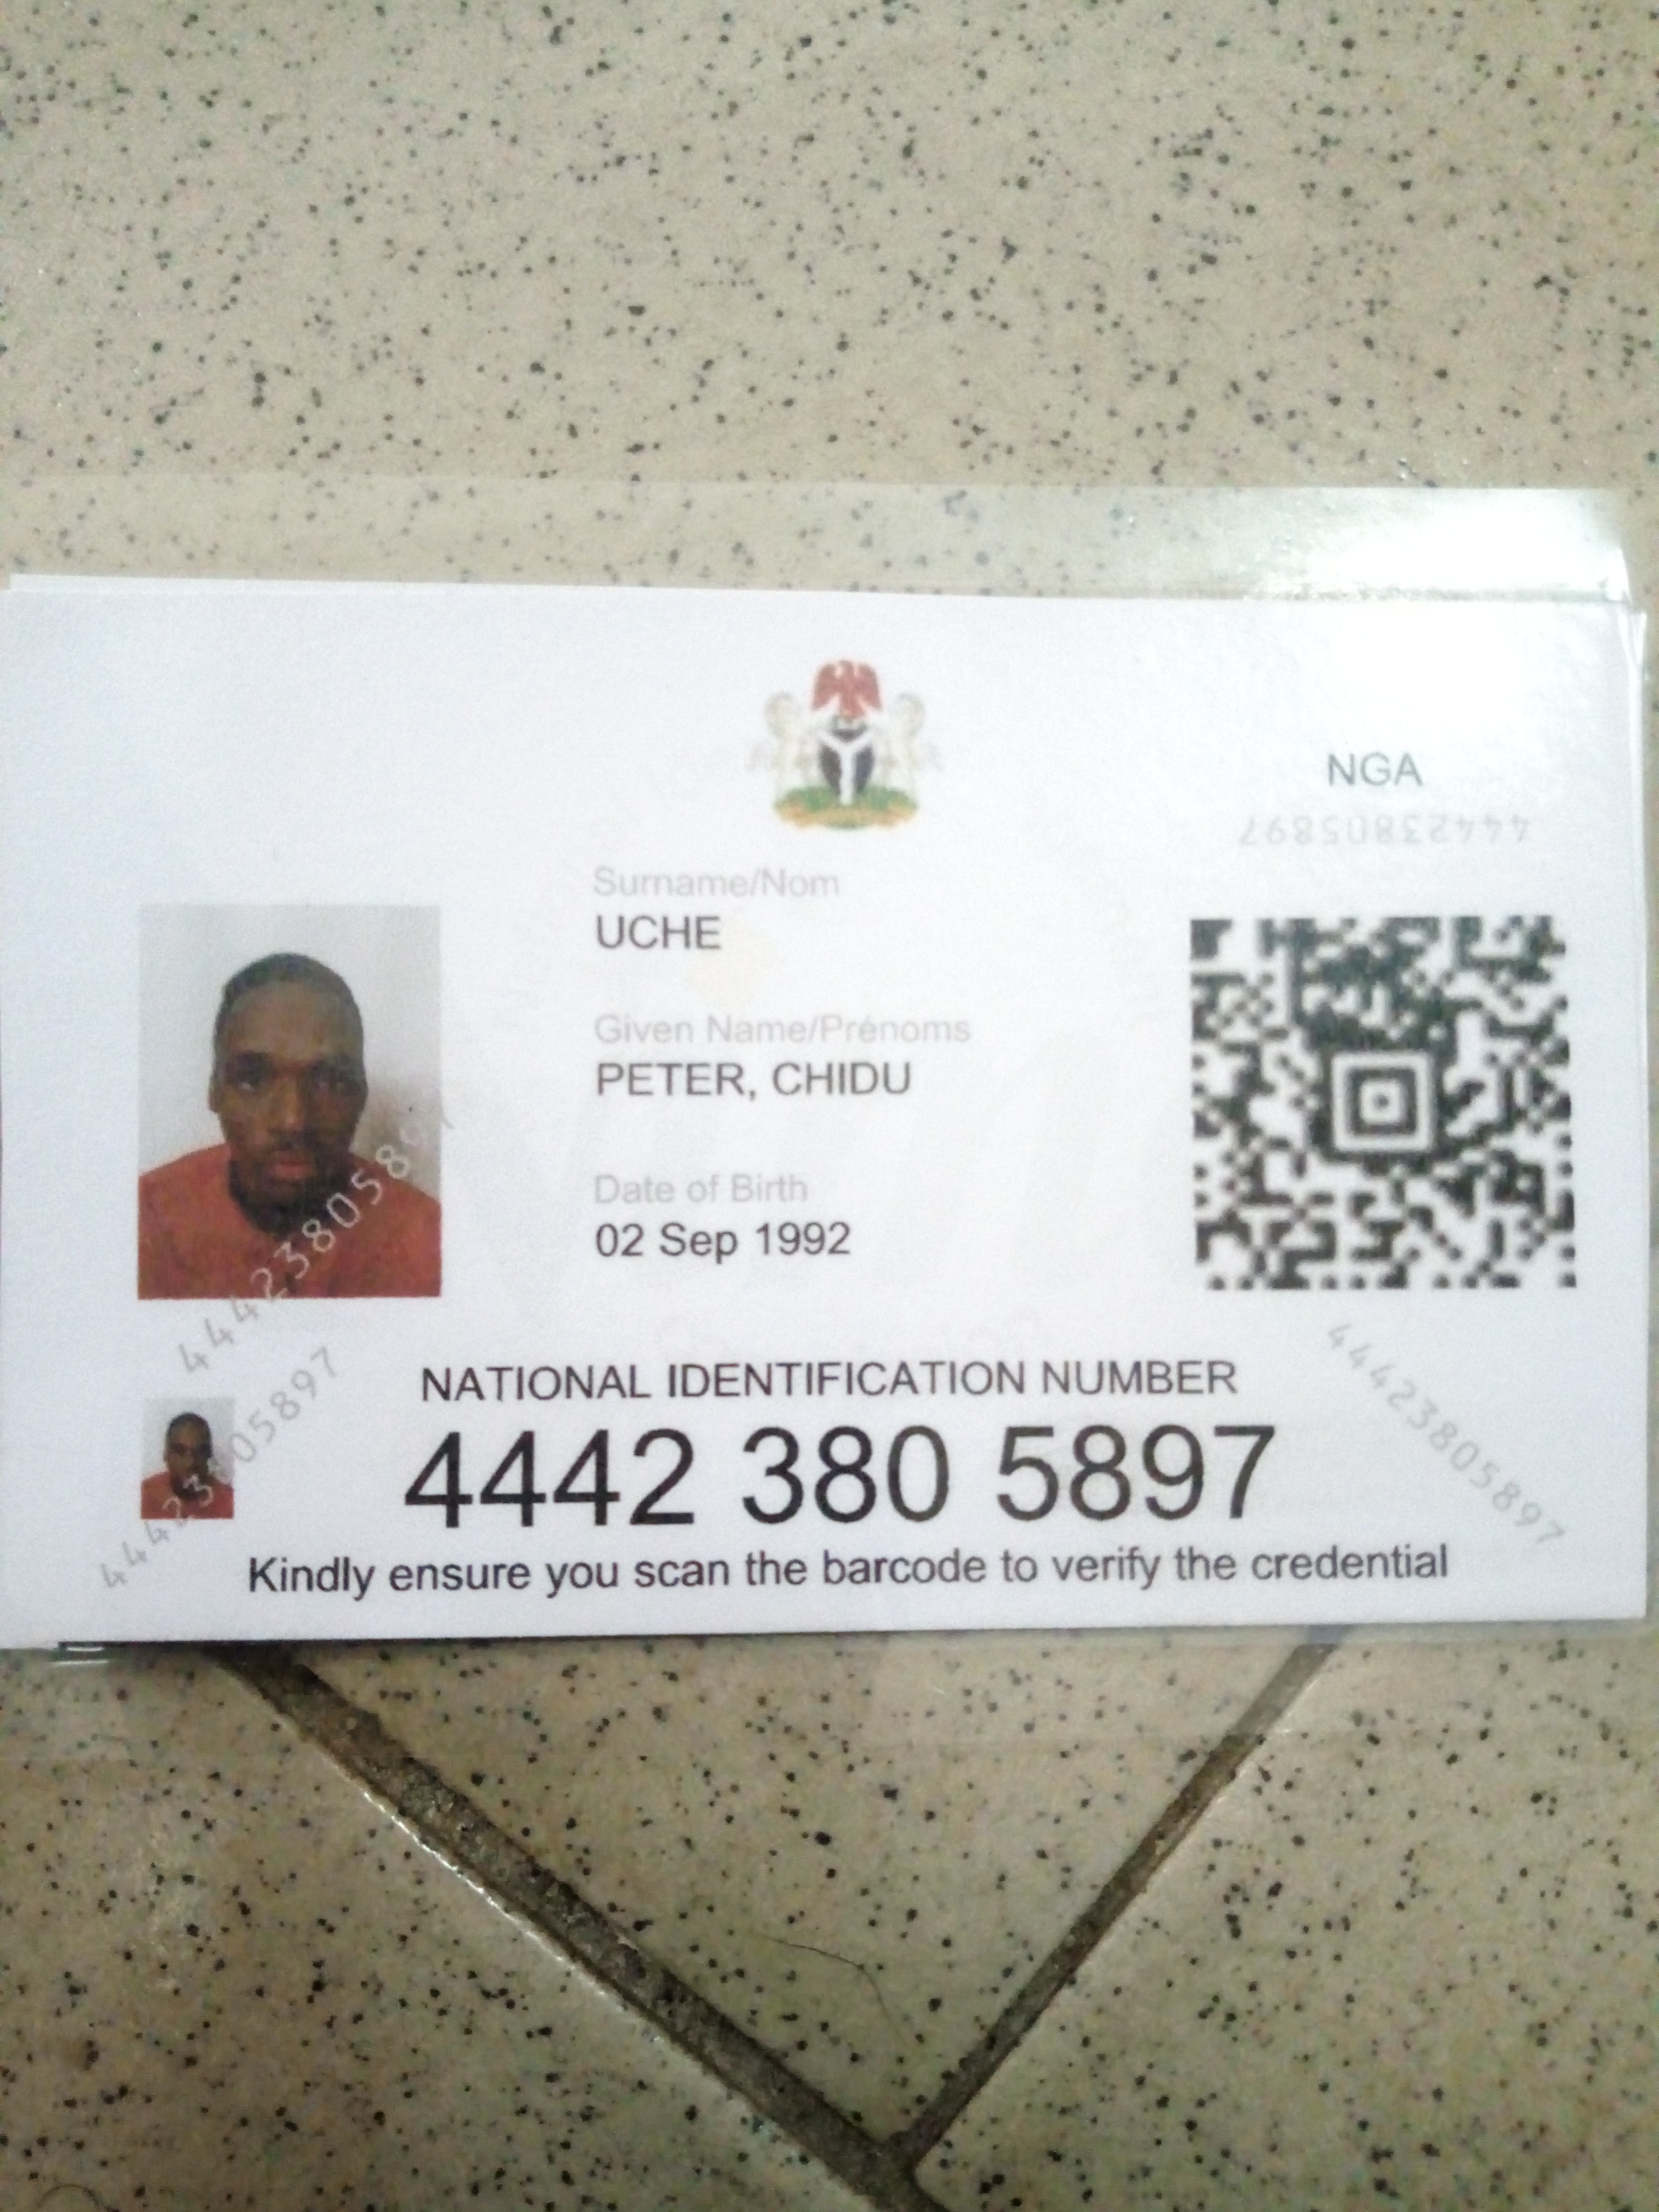 NGA
44423805897
Surname/Nom
UCHE
Given Name/Prénoms
PETER, CHIDU
Date of Birth
02 Sep 1992
44423805897
44423805897
44423805897
NATIONAL IDENTIFICATION NUMBER
4442 380 5897
Kindly ensure you scan the barcode to verify the credential